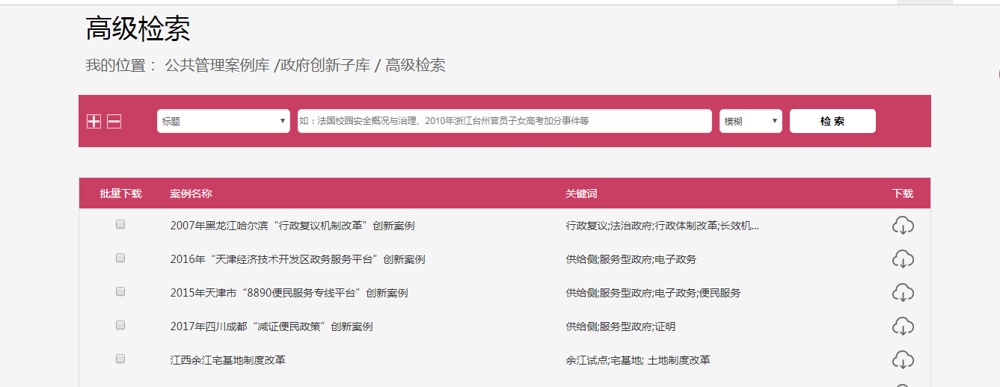 高级检索
我的位置： 公共管理案例库 /政府创新子库 / 高级检索
标题 如：法国校园安全概况与治理、2010年浙江台州官员子女高考加分事件等 模糊 检 索
批量下载 案例名称 关键词 下载
2007年黑龙江哈尔滨“行政复议机制改革”创新案例 行政复议;法治政府;行政体制改革;长效机...
2016年“天津经济技术开发区政务服务平台”创新案例 供给侧;服务型政府;电子政务
2015年天津市“8890便民服务专线平台”创新案例 供给侧;服务型政府;电子政务;便民服务
2017年四川成都“减证便民政策”创新案例 供给侧;服务型政府;证明
江西余江宅基地制度改革 余江试点;宅基地; 土地制度改革